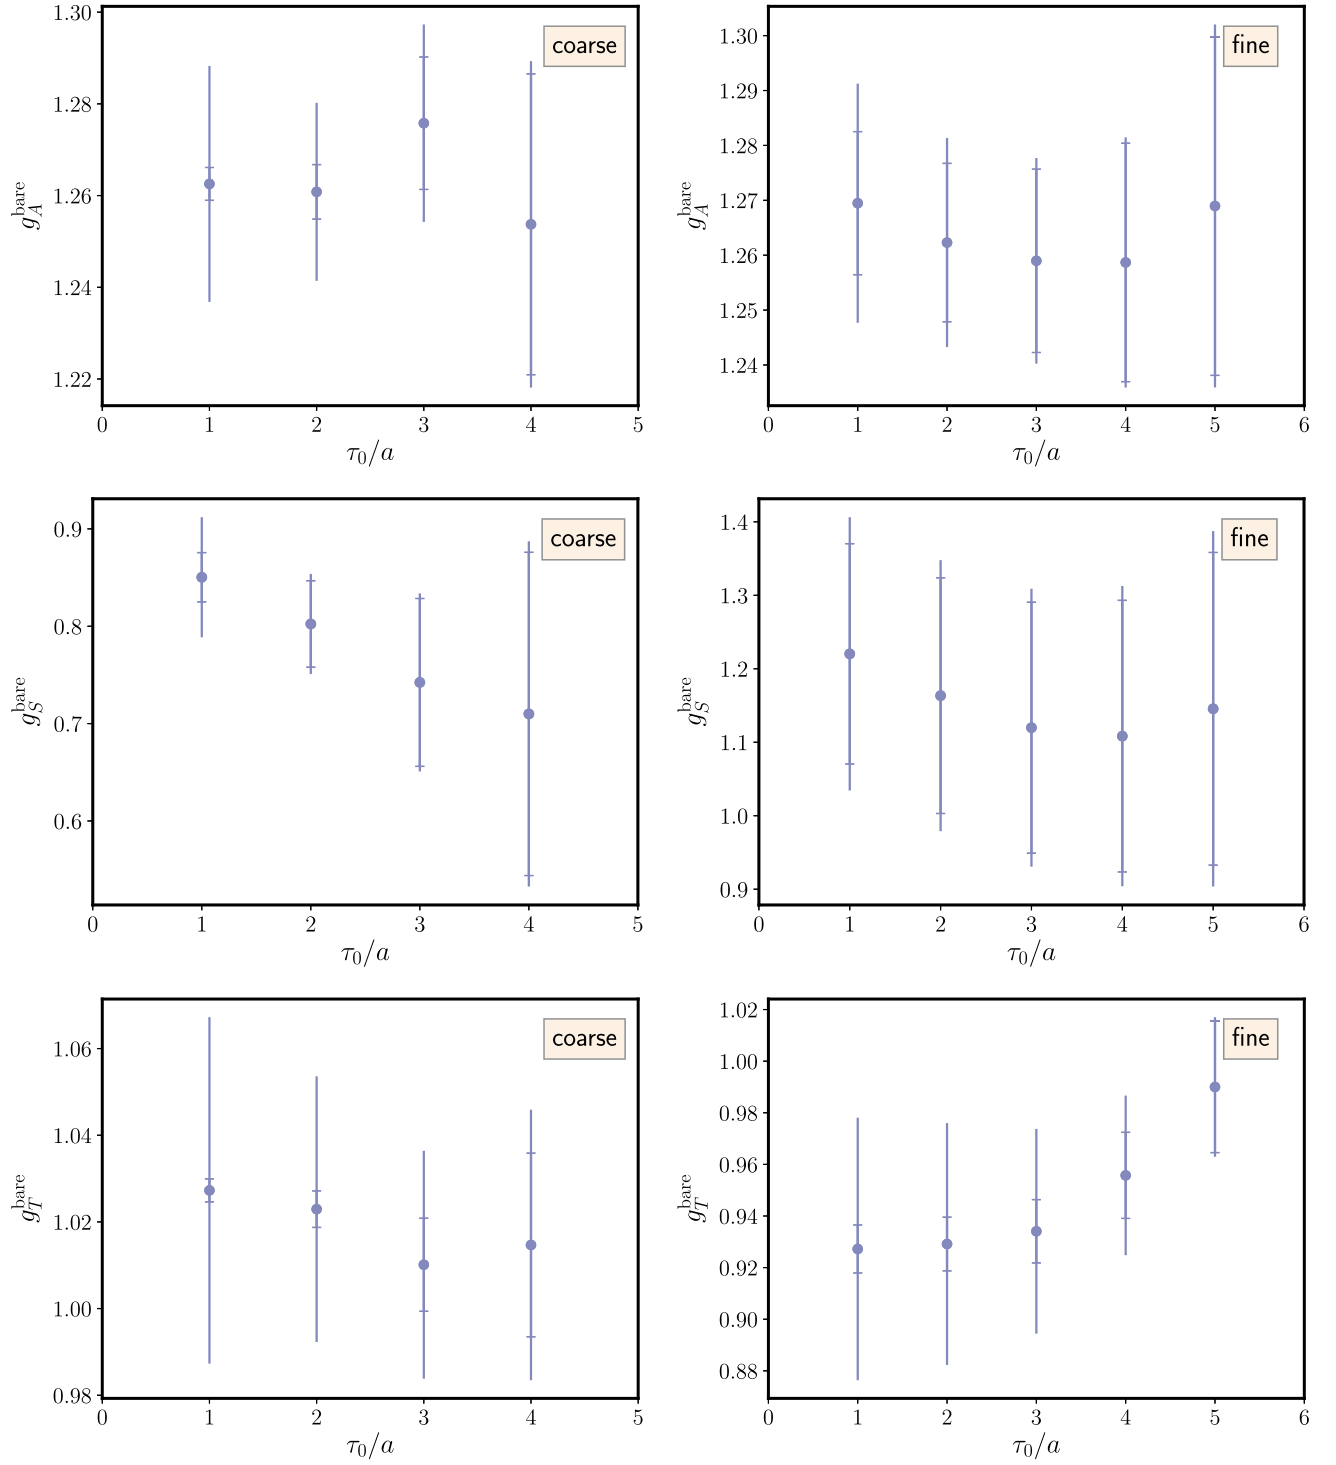 1.30
1.28
1.26
1.24
1.22
g_A^bare
0 1 2 3 4 5
τ₀/a
coarse
1.30
1.29
1.28
1.27
1.26
1.25
1.24
g_A^bare
0 1 2 3 4 5 6
τ₀/a
fine
0.9
0.8
0.7
0.6
g_S^bare
0 1 2 3 4 5
τ₀/a
coarse
1.4
1.3
1.2
1.1
1.0
0.9
g_S^bare
0 1 2 3 4 5 6
τ₀/a
fine
1.06
1.04
1.02
1.00
0.98
g_T^bare
0 1 2 3 4 5
τ₀/a
coarse
1.02
1.00
0.98
0.96
0.94
0.92
0.90
0.88
g_T^bare
0 1 2 3 4 5 6
τ₀/a
fine